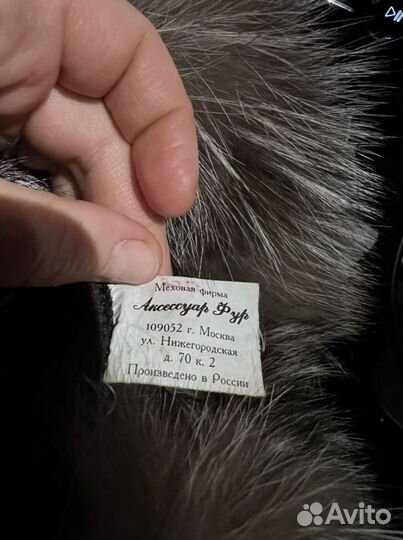 Меховая фирма
Аксессуар Фур
109052 г. Москва
ул. Нижегородская
д. 70 к. 2
Произведено в России
Avito